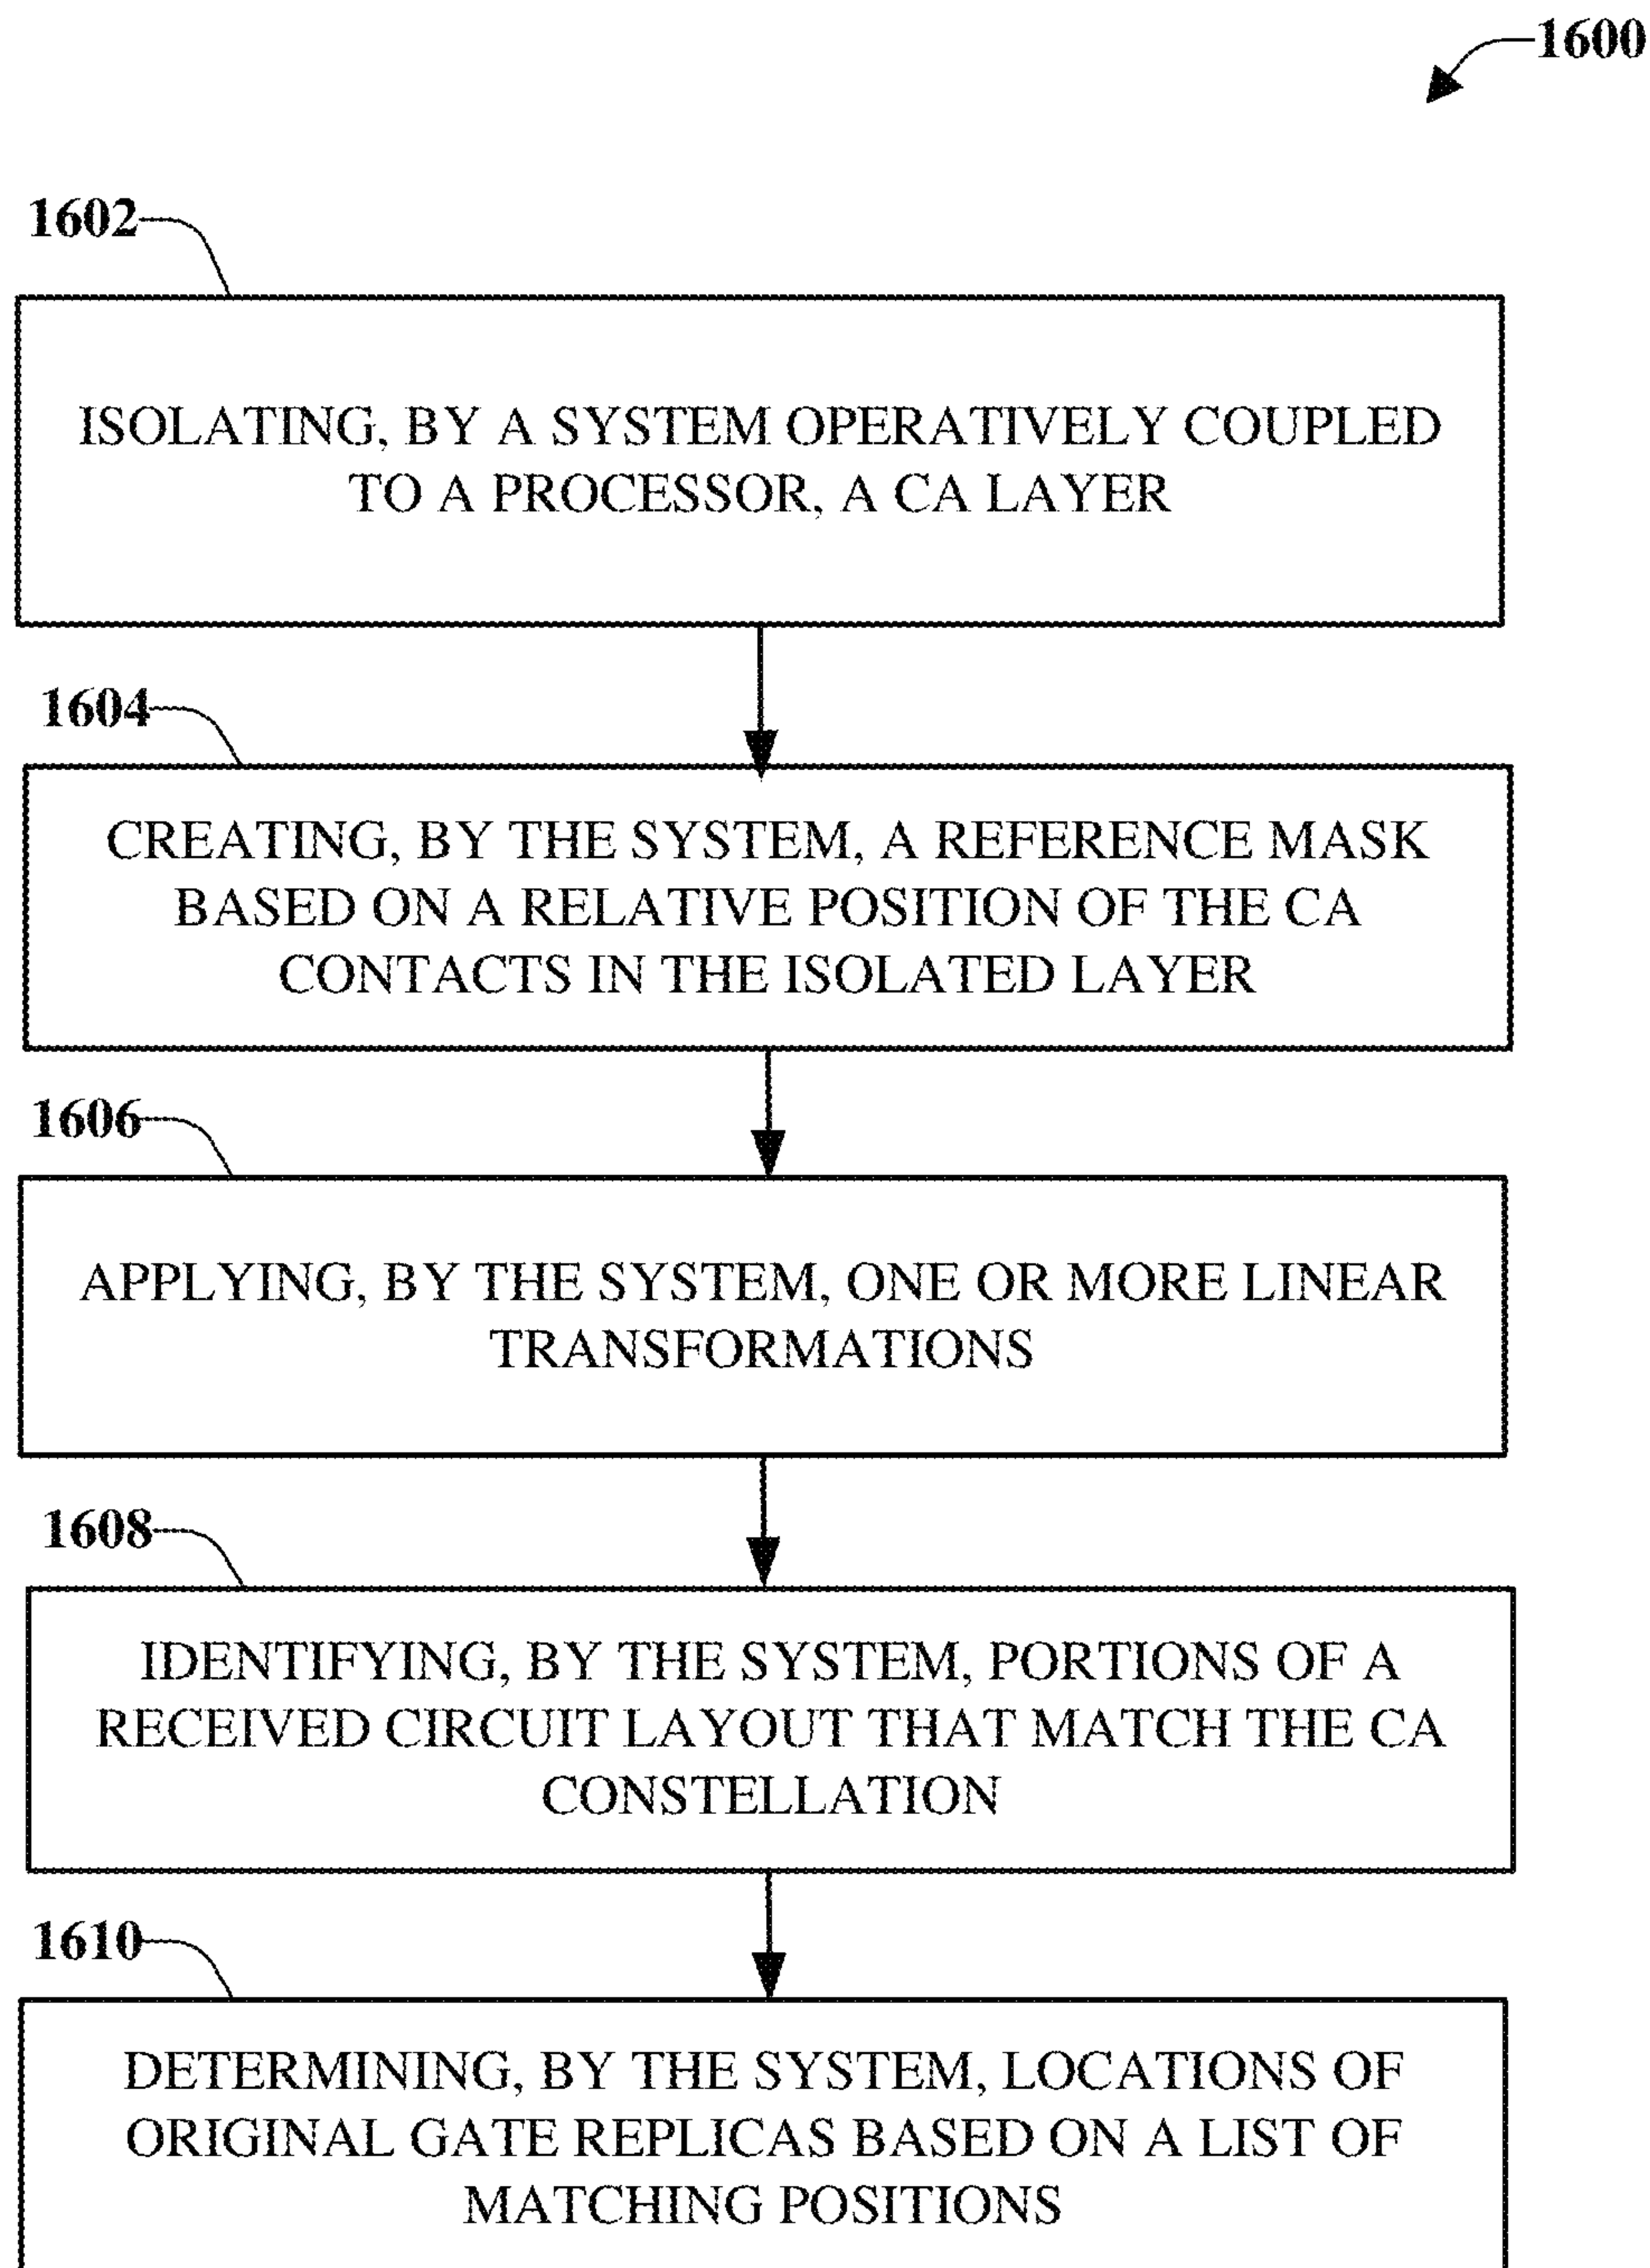 1600
1602
ISOLATING, BY A SYSTEM OPERATIVELY COUPLED
TO A PROCESSOR, A CA LAYER
1604
CREATING, BY THE SYSTEM, A REFERENCE MASK
BASED ON A RELATIVE POSITION OF THE CA
CONTACTS IN THE ISOLATED LAYER
1606
APPLYING, BY THE SYSTEM, ONE OR MORE LINEAR
TRANSFORMATIONS
1608
IDENTIFYING, BY THE SYSTEM, PORTIONS OF A
RECEIVED CIRCUIT LAYOUT THAT MATCH THE CA
CONSTELLATION
1610
DETERMINING, BY THE SYSTEM, LOCATIONS OF
ORIGINAL GATE REPLICAS BASED ON A LIST OF
MATCHING POSITIONS